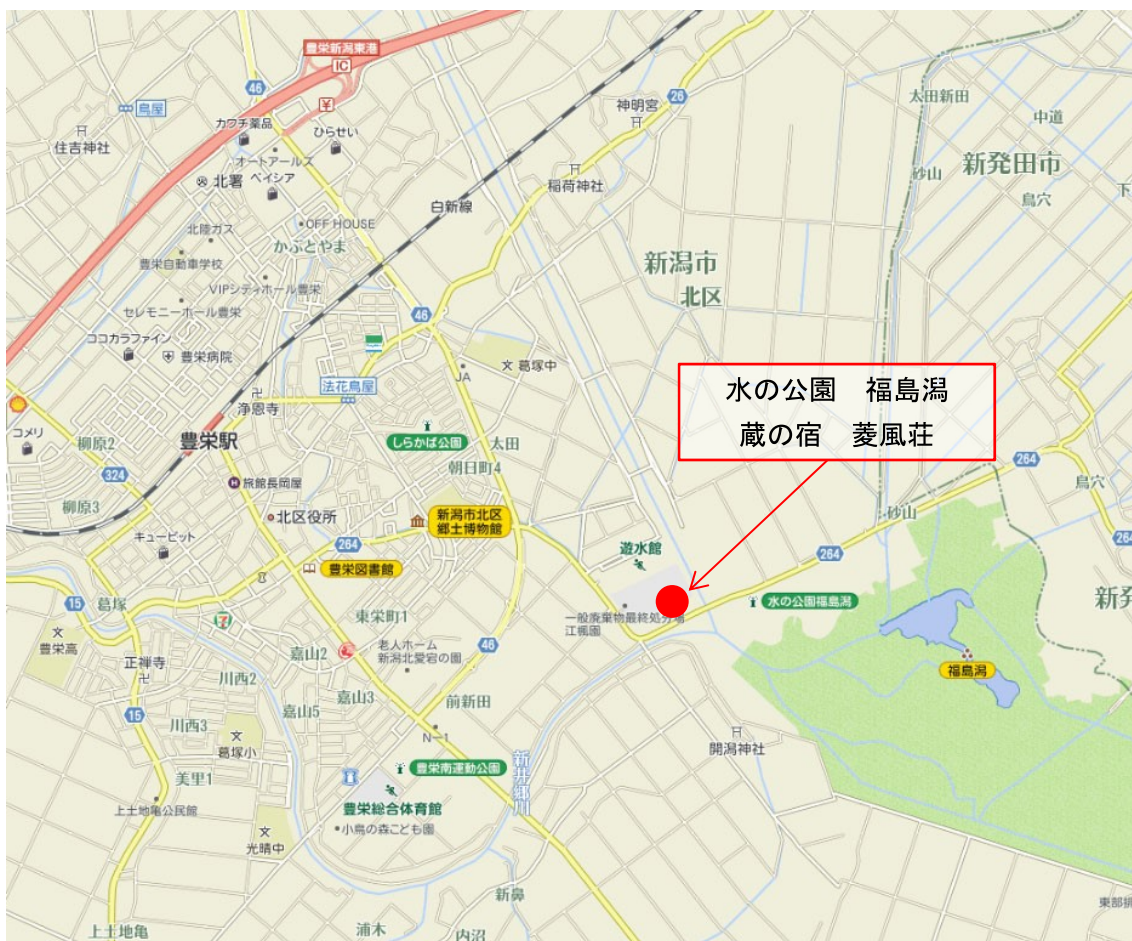 豊栄新潟東港
IC
46
鳥屋
住吉神社
カワチ薬品
ひらせい
オートアールズ
ベイシア
北署
OFF HOUSE
北陸ガス
かぶとやま
豊栄自動車学校
VIPシティホール豊栄
セレモニーホール豊栄
ココカラファイン
豊栄病院
白新線
26
神明宮
稲荷神社
太田新田
中道
新発田市
砂山
鳥穴
下
新潟市
北区
46
JA
葛塚中
法花鳥屋
浄恩寺
豊栄駅
コメリ
柳原2
324
柳原3
しらかば公園
太田
朝日町4
旅館長岡屋
北区役所
新潟市北区
郷土博物館
キューピット
264
豊栄図書館
水の公園 福島潟
蔵の宿 菱風荘
264
鳥穴
砂山
264
264
遊水館
一般廃棄物最終処分場
江楓園
水の公園福島潟
新発
福島潟
15
葛塚
豊栄高
正禅寺
7
東栄町1
老人ホーム
新潟北愛宕の園
46
嘉山2
川西2
嘉山3
嘉山5
前新田
15
川西3
葛塚小
美里1
N-1
豊栄南運動公園
新井郷川
開潟神社
上土地亀公民館
豊栄総合体育館
小鳥の森こども園
光晴中
新鼻
上土地亀
浦木
内沼
東部排